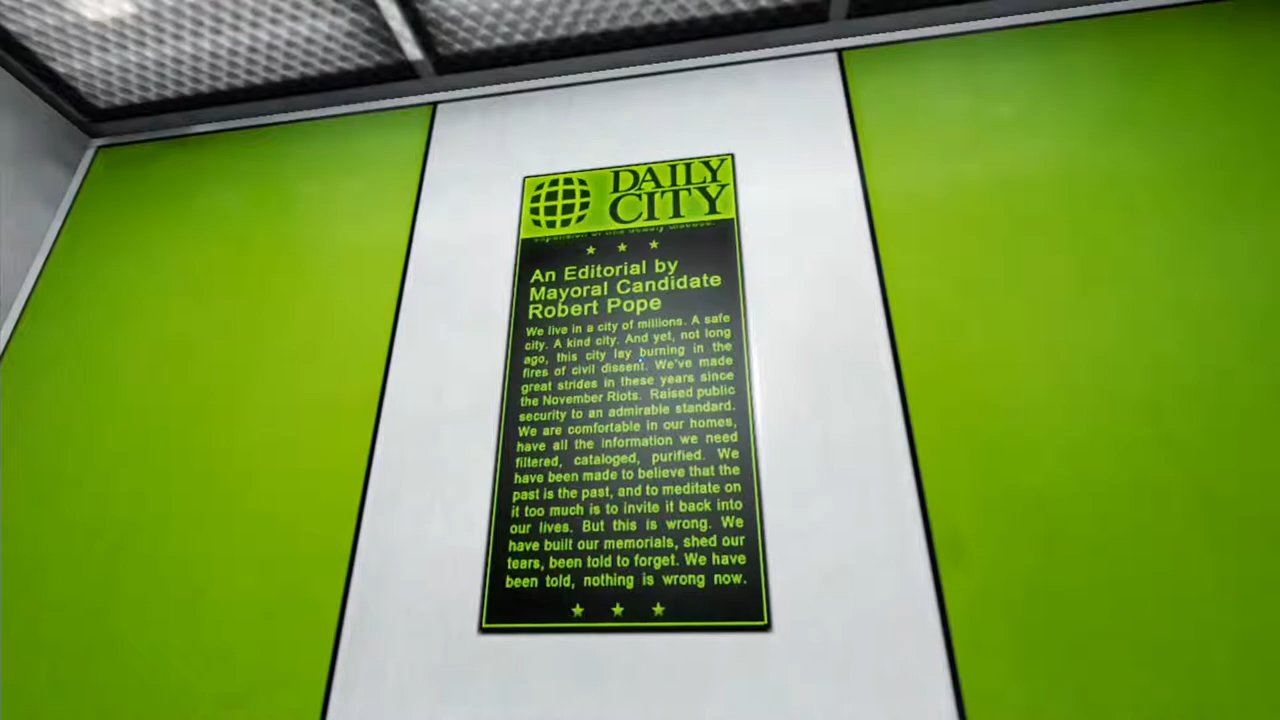 DAILY
CITY
expansion of this deadly disease.
★ ★ ★
An Editorial by
Mayoral Candidate
Robert Pope
We live in a city of millions. A safe
city. A kind city. And yet, not long
ago, this city lay burning in the
fires of civil dissent. We've made
great strides in these years since
the November Riots. Raised public
security to an admirable standard.
We are comfortable in our homes,
have all the information we need
filtered, cataloged, purified. We
have been made to believe that the
past is the past, and to meditate on
it too much is to invite it back into
our lives. But this is wrong. We
have built our memorials, shed our
tears, been told to forget. We have
been told, nothing is wrong now.
★ ★ ★